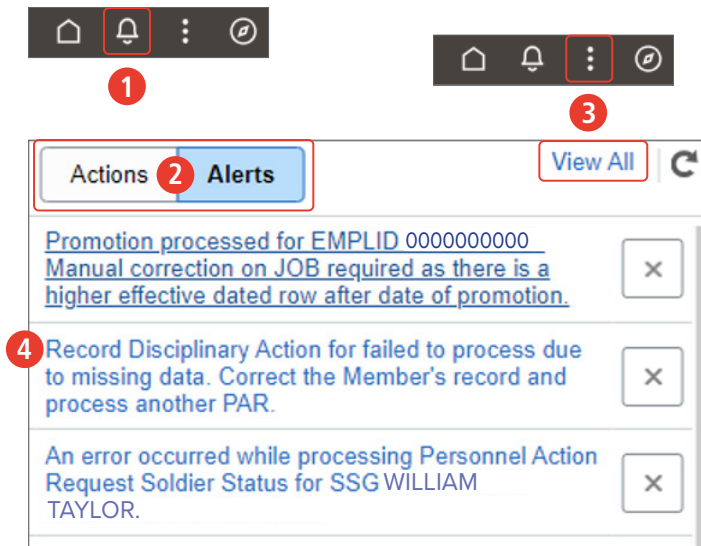 1
3
Actions 2 Alerts
View All
Promotion processed for EMPLID 0000000000
Manual correction on JOB required as there is a
higher effective dated row after date of promotion.
4
Record Disciplinary Action for failed to process due
to missing data. Correct the Member's record and
process another PAR.
An error occurred while processing Personnel Action
Request Soldier Status for SSG WILLIAM
TAYLOR.